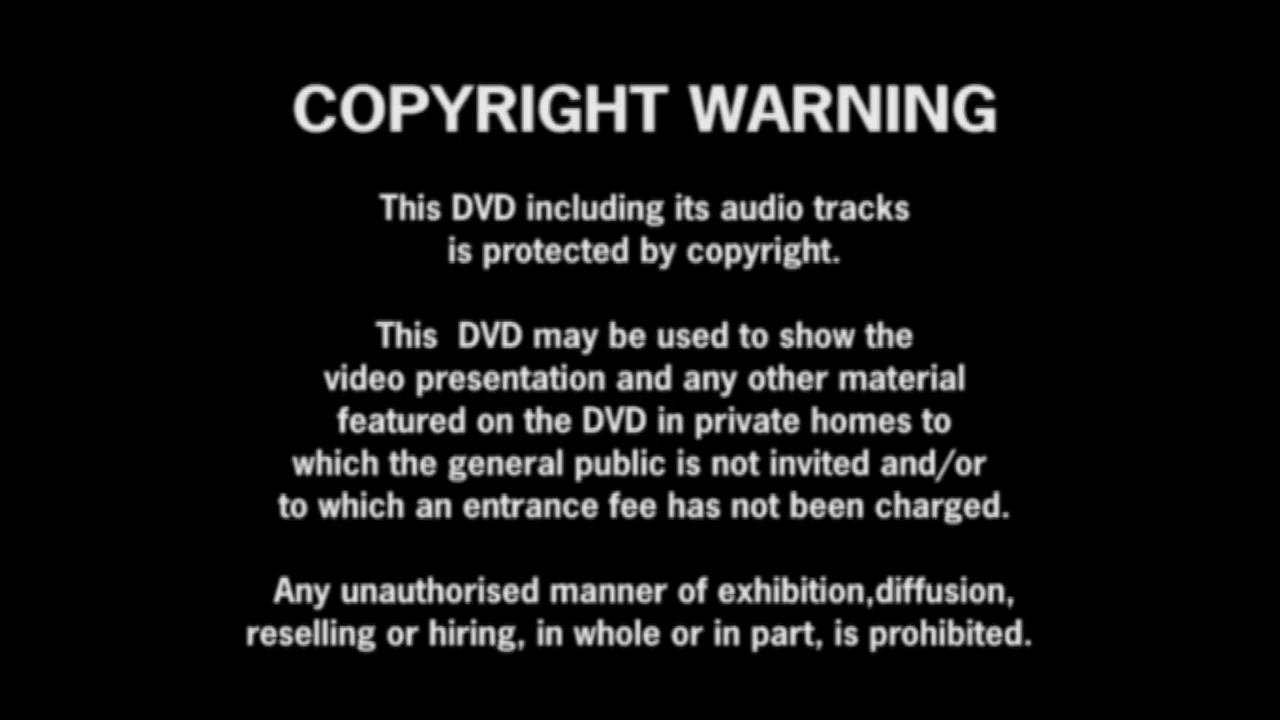 COPYRIGHT WARNING
This DVD including its audio tracks
is protected by copyright.
This  DVD may be used to show the
video presentation and any other material
featured on the DVD in private homes to
which the general public is not invited and/or
to which an entrance fee has not been charged.
Any unauthorised manner of exhibition,diffusion,
reselling or hiring, in whole or in part, is prohibited.